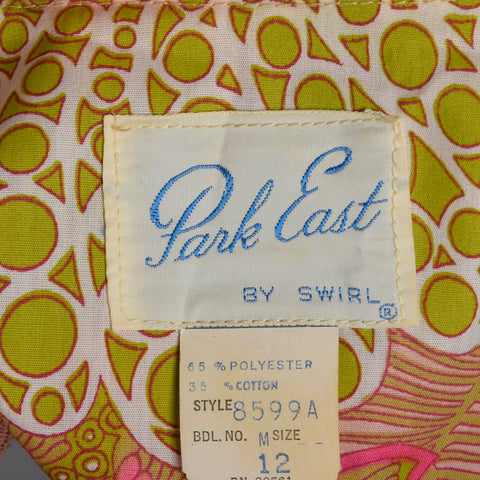 Park East
BY SWIRL ®
65 % POLYESTER
35 % COTTON
STYLE 8599A
BDL. NO. M SIZE
12